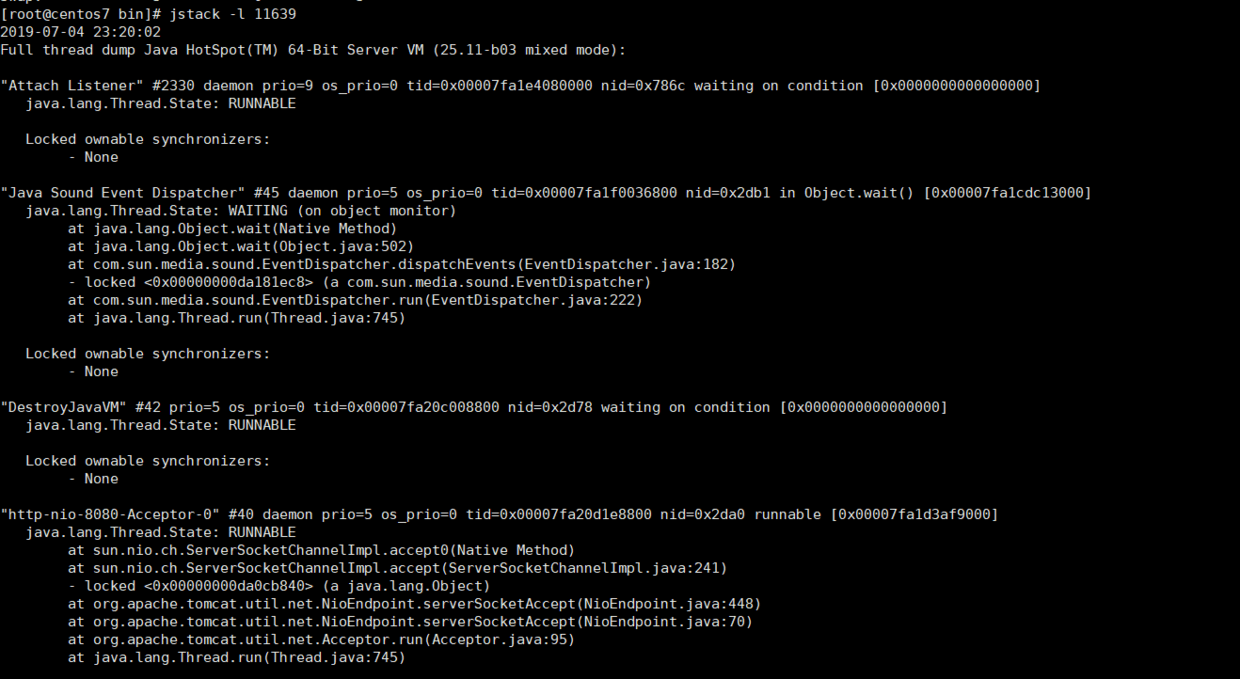 [root@centos7 bin]# jstack -l 11639
2019-07-04 23:20:02
Full thread dump Java HotSpot(TM) 64-Bit Server VM (25.11-b03 mixed mode):
"Attach Listener" #2330 daemon prio=9 os_prio=0 tid=0x00007fa1e4080000 nid=0x786c waiting on condition [0x0000000000000000]
java.lang.Thread.State: RUNNABLE
Locked ownable synchronizers:
- None
"Java Sound Event Dispatcher" #45 daemon prio=5 os_prio=0 tid=0x00007fa1f0036800 nid=0x2db1 in Object.wait() [0x00007fa1cdc13000]
java.lang.Thread.State: WAITING (on object monitor)
at java.lang.Object.wait(Native Method)
at java.lang.Object.wait(Object.java:502)
at com.sun.media.sound.EventDispatcher.dispatchEvents(EventDispatcher.java:182)
- locked <0x00000000da181ec8> (a com.sun.media.sound.EventDispatcher)
at com.sun.media.sound.EventDispatcher.run(EventDispatcher.java:222)
at java.lang.Thread.run(Thread.java:745)
Locked ownable synchronizers:
- None
"DestroyJavaVM" #42 prio=5 os_prio=0 tid=0x00007fa20c008800 nid=0x2d78 waiting on condition [0x0000000000000000]
java.lang.Thread.State: RUNNABLE
Locked ownable synchronizers:
- None
"http-nio-8080-Acceptor-0" #40 daemon prio=5 os_prio=0 tid=0x00007fa20d1e8800 nid=0x2da0 runnable [0x00007fa1d3af9000]
java.lang.Thread.State: RUNNABLE
at sun.nio.ch.ServerSocketChannelImpl.accept0(Native Method)
at sun.nio.ch.ServerSocketChannelImpl.accept(ServerSocketChannelImpl.java:241)
- locked <0x00000000da0cb840> (a java.lang.Object)
at org.apache.tomcat.util.net.NioEndpoint.serverSocketAccept(NioEndpoint.java:448)
at org.apache.tomcat.util.net.NioEndpoint.serverSocketAccept(NioEndpoint.java:70)
at org.apache.tomcat.util.net.Acceptor.run(Acceptor.java:95)
at java.lang.Thread.run(Thread.java:745)